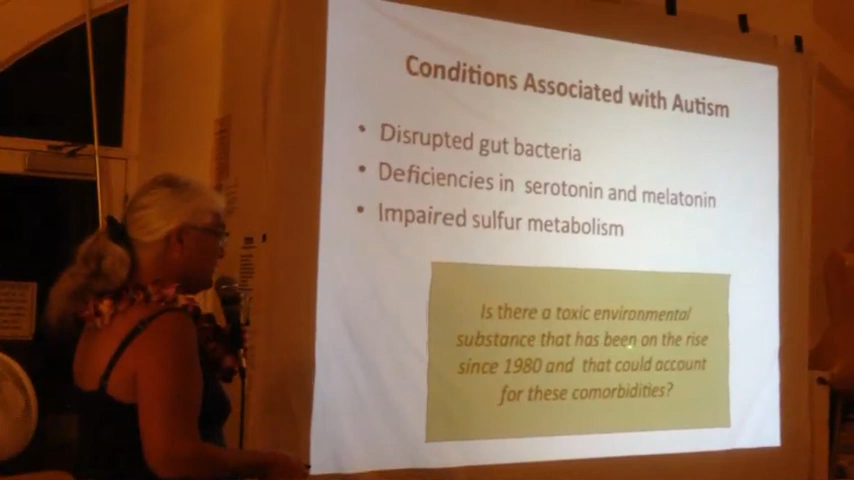 Conditions Associated with Autism
• Disrupted gut bacteria
• Deficiencies in serotonin and melatonin
• Impaired sulfur metabolism
Is there a toxic environmental
substance that has been on the rise
since 1980 and that could account
for these comorbidities?